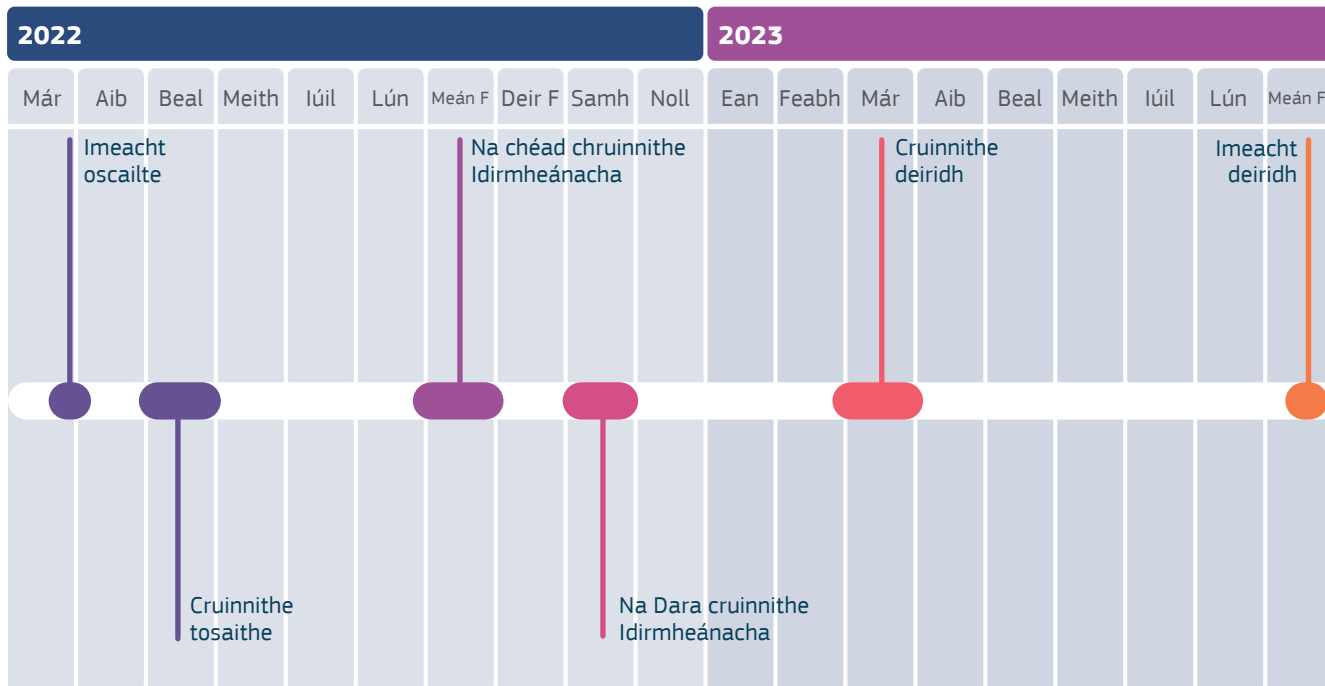 2022
2023
Már Aib Beal Meith Iúil Lún Meán F Deir F Samh Noll Ean Feabh Már Aib Beal Meith Iúil Lún Meán F
Imeacht
oscailte
Na chéad chruinnithe
Idirmheánacha
Cruinnithe
deiridh
Imeacht
deiridh
Cruinnithe
tosaithe
Na Dara cruinnithe
Idirmheánacha